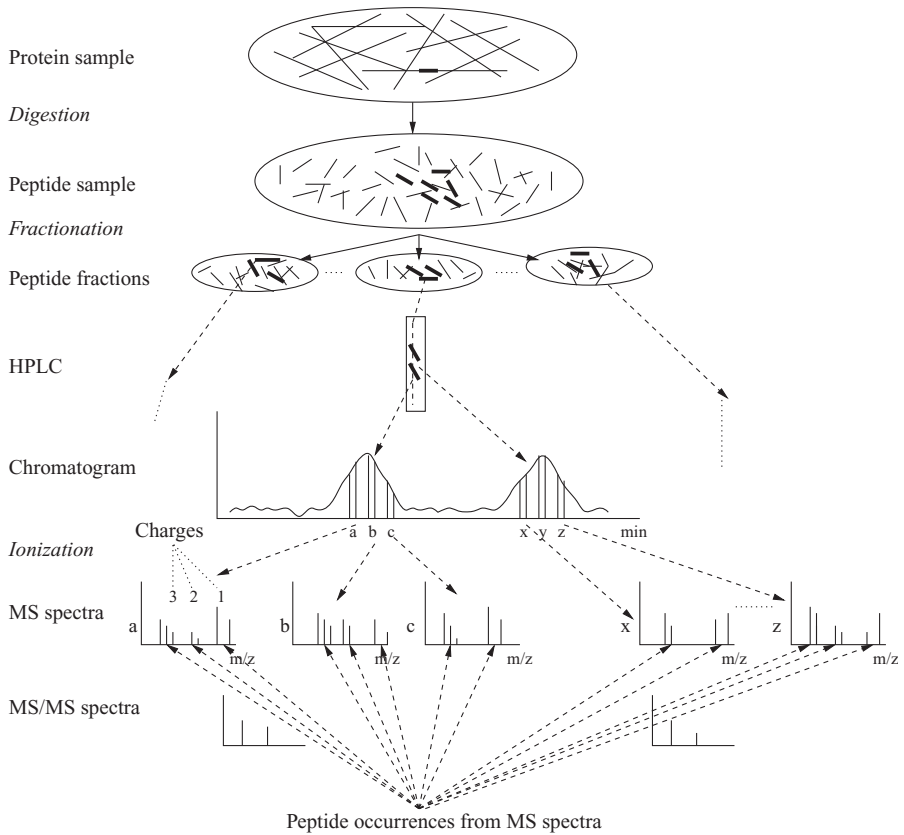 Protein sample
Digestion
Peptide sample
Fractionation
Peptide fractions
HPLC
Chromatogram
a b c x y z min
Charges
Ionization
3 2 1
MS spectra
a b c x z
m/z m/z m/z m/z m/z
MS/MS spectra
Peptide occurrences from MS spectra